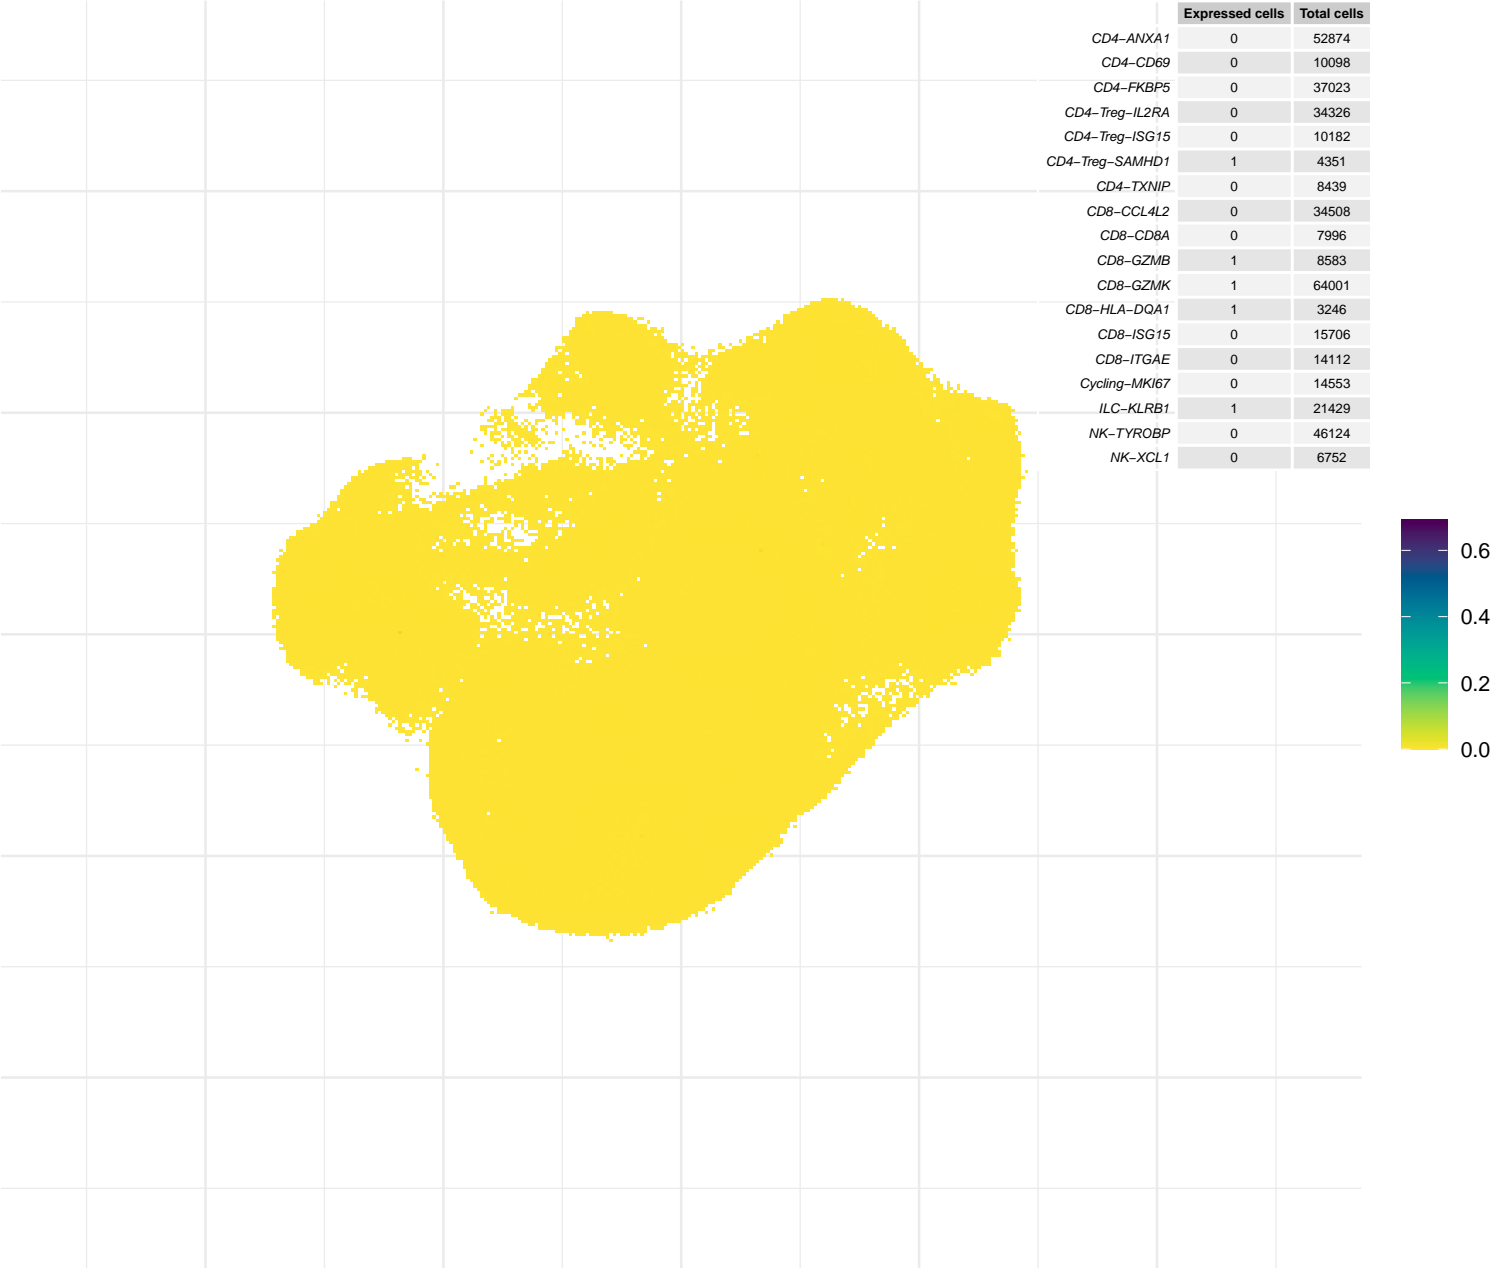 Expressed cells Total cells
CD4−ANXA1 0 52874
CD4−CD69 0 10098
CD4−FKBP5 0 37023
CD4−Treg−IL2RA 0 34326
CD4−Treg−ISG15 0 10182
CD4−Treg−SAMHD1 1 4351
CD4−TXNIP 0 8439
CD8−CCL4L2 0 34508
CD8−CD8A 0 7996
CD8−GZMB 1 8583
CD8−GZMK 1 64001
CD8−HLA−DQA1 1 3246
CD8−ISG15 0 15706
CD8−ITGAE 0 14112
Cycling−MKI67 0 14553
ILC−KLRB1 1 21429
NK−TYROBP 0 46124
NK−XCL1 0 6752
0.6
0.4
0.2
0.0